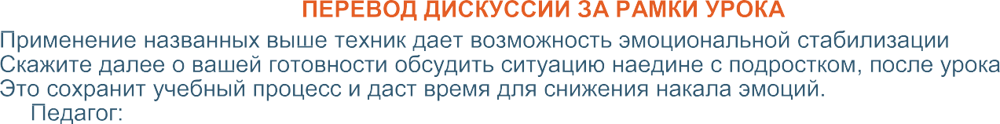 ПЕРЕВОД ДИСКУССИИ ЗА РАМКИ УРОКА
Применение названных выше техник дает возможность эмоциональной стабилизации
Скажите далее о вашей готовности обсудить ситуацию наедине с подростком, после урока
Это сохранит учебный процесс и даст время для снижения накала эмоций.
Педагог: